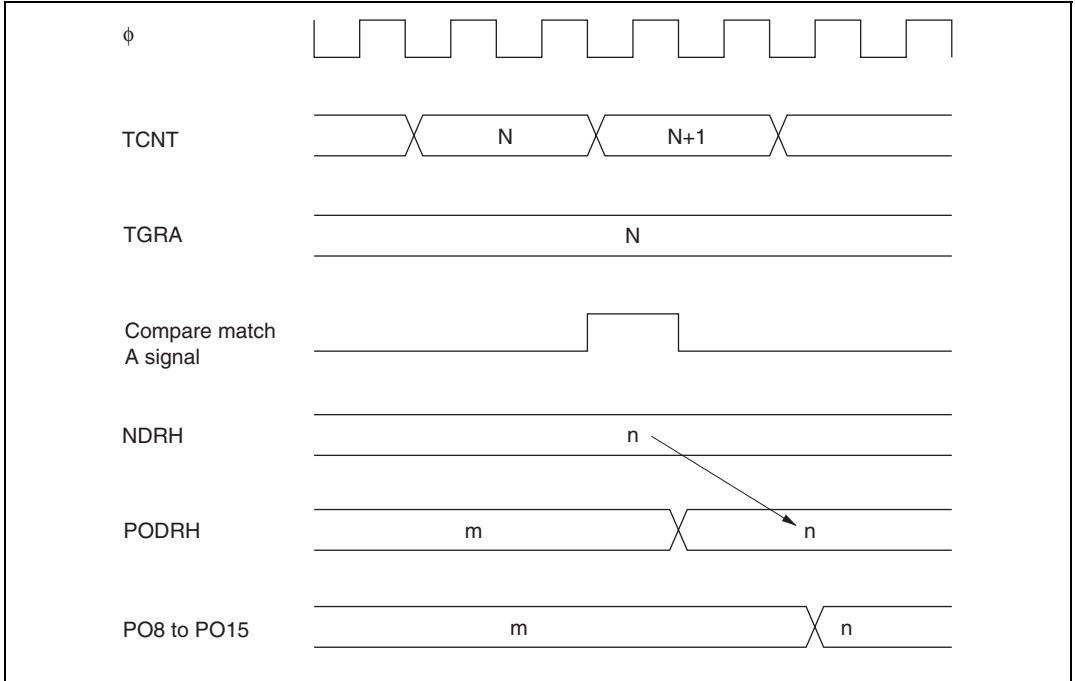 ϕ
TCNT N N+1
TGRA N
Compare match
A signal
NDRH n
PODRH m n
PO8 to PO15 m n